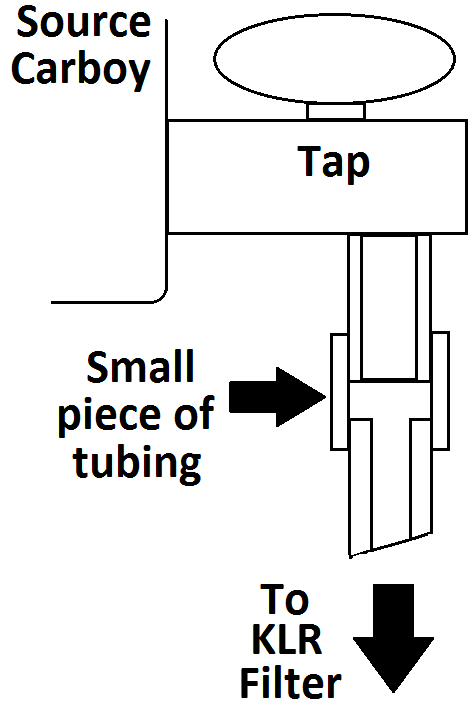 Source
Carboy
Tap
Small
piece of
tubing
To
KLR
Filter